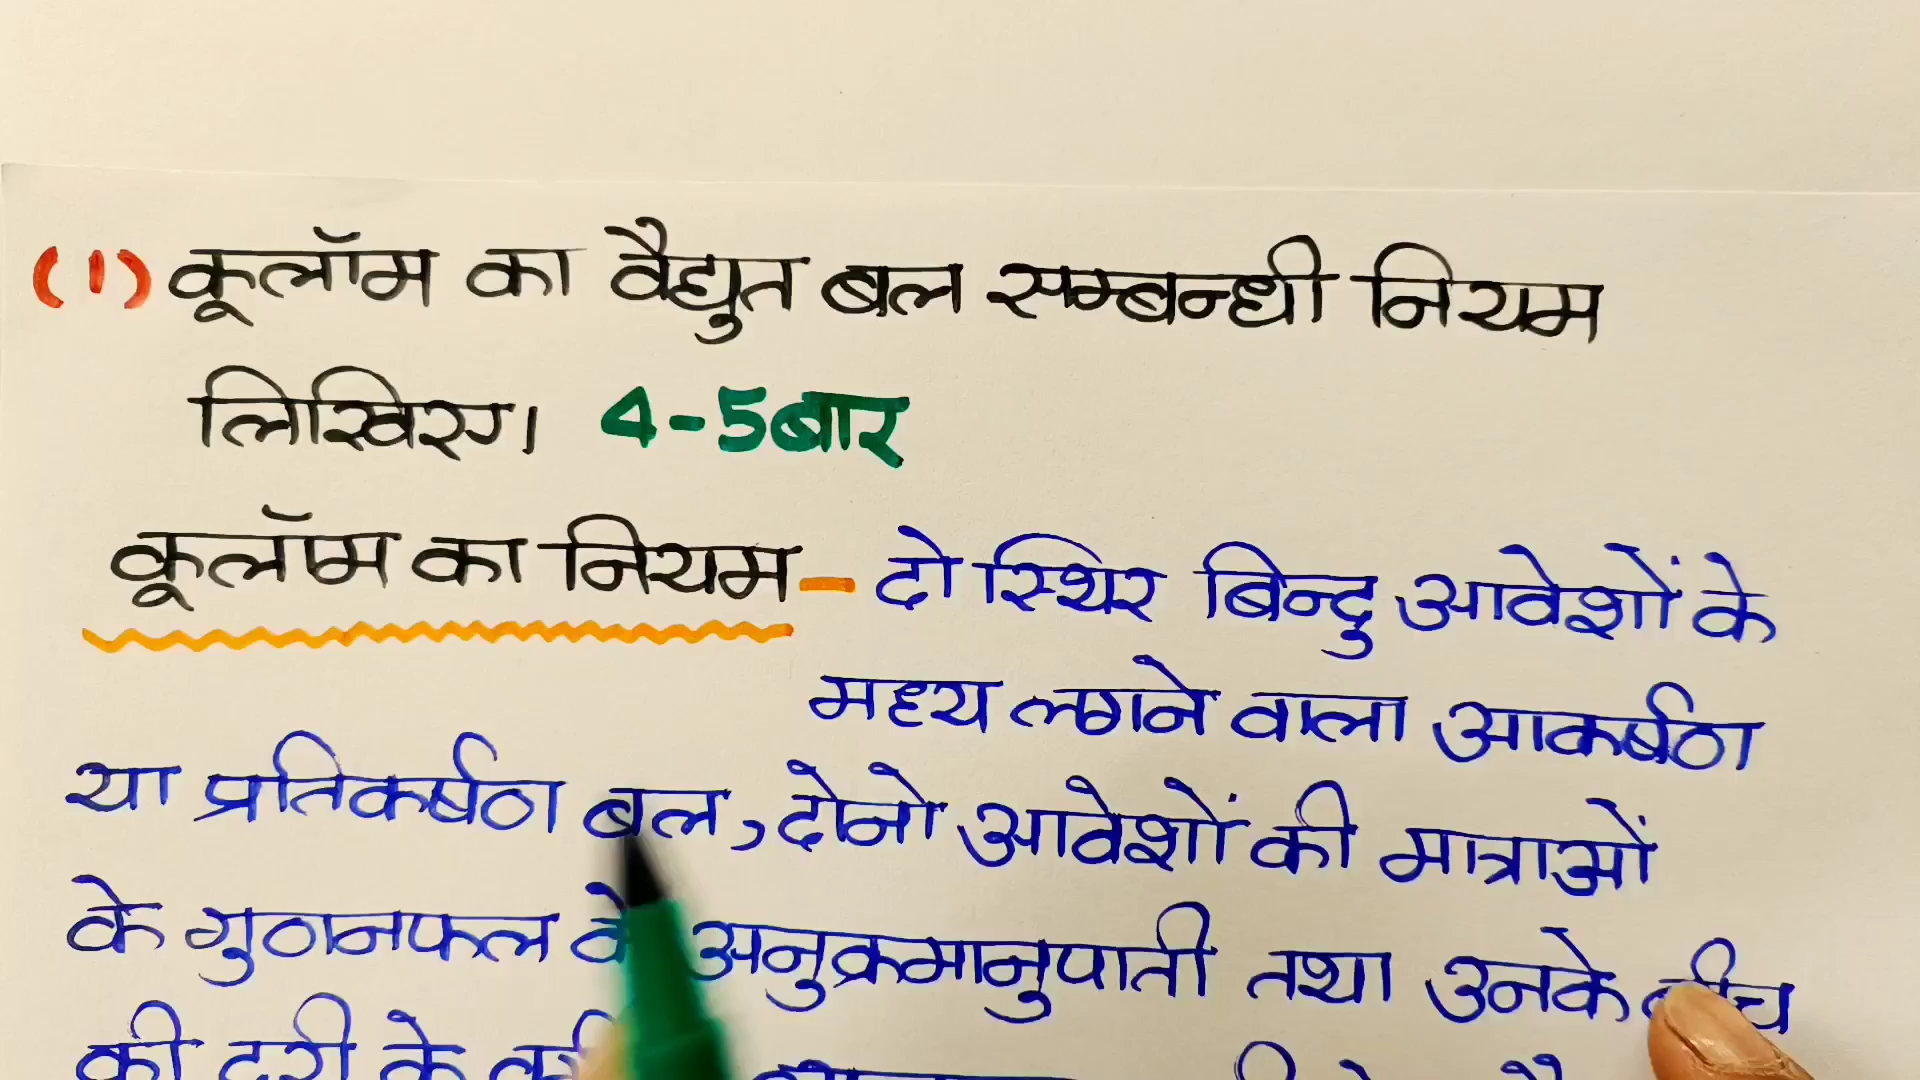 (1) कूलॉम का वैद्युत बल सम्बन्धी नियम
लिखिए। 4-5बार
कूलॉम का नियम- दो स्थिर बिन्दु आवेशों के
मध्य लगने वाला आकर्षण
या प्रतिकर्षण बल, दोनो आवेशों की मात्राओं
के गुणनफल के अनुक्रमानुपाती तथा उनके बीच
की दूरी के